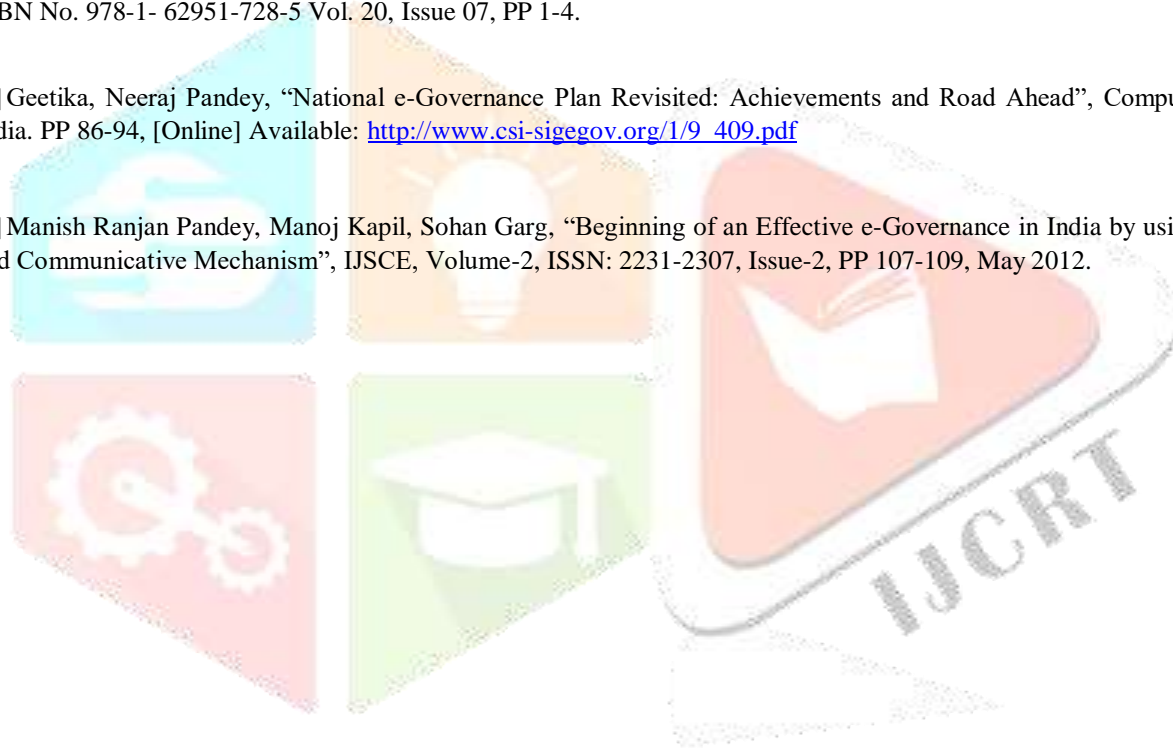 BN No. 978-1- 62951-728-5 Vol. 20, Issue 07, PP 1-4.
] Geetika, Neeraj Pandey, “National e-Governance Plan Revisited: Achievements and Road Ahead”, Compu
dia. PP 86-94, [Online] Available: http://www.csi-sigegov.org/1/9_409.pdf
] Manish Ranjan Pandey, Manoj Kapil, Sohan Garg, “Beginning of an Effective e-Governance in India by usi
d Communicative Mechanism”, IJSCE, Volume-2, ISSN: 2231-2307, Issue-2, PP 107-109, May 2012.
IJCRT